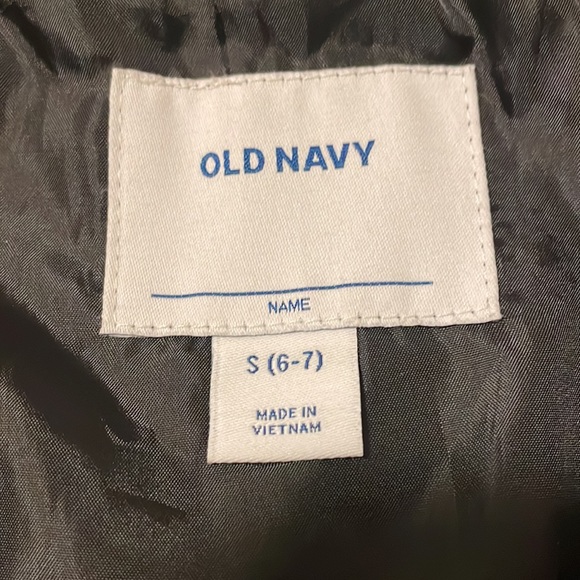 OLD NAVY
NAME
S (6-7)
MADE IN
VIETNAM